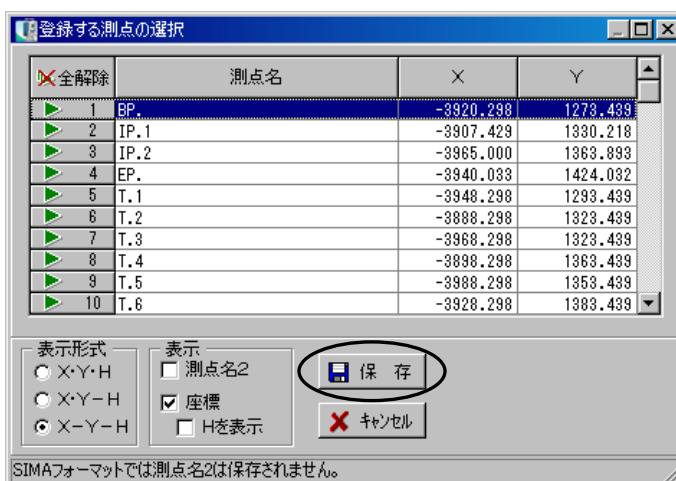 登録する測点の選択
全解除 測点名 X Y
1 BP. -3920.298 1273.439
2 IP.1 -3907.429 1330.218
3 IP.2 -3965.000 1363.893
4 EP. -3940.033 1424.032
5 T.1 -3948.298 1293.439
6 T.2 -3888.298 1323.439
7 T.3 -3968.298 1323.439
8 T.4 -3898.298 1363.439
9 T.5 -3988.298 1353.439
10 T.6 -3928.298 1383.439
表示形式
X・Y・H
X・Y－H
X－Y－H
表示
測点名2
座標
Hを表示
保 存
ｷｬﾝｾﾙ
SIMAフォーマットでは測点名2は保存されません。